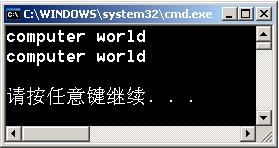 C:\WINDOWS\system32\cmd.exe
computer world
computer world
请按任意键继续. . .